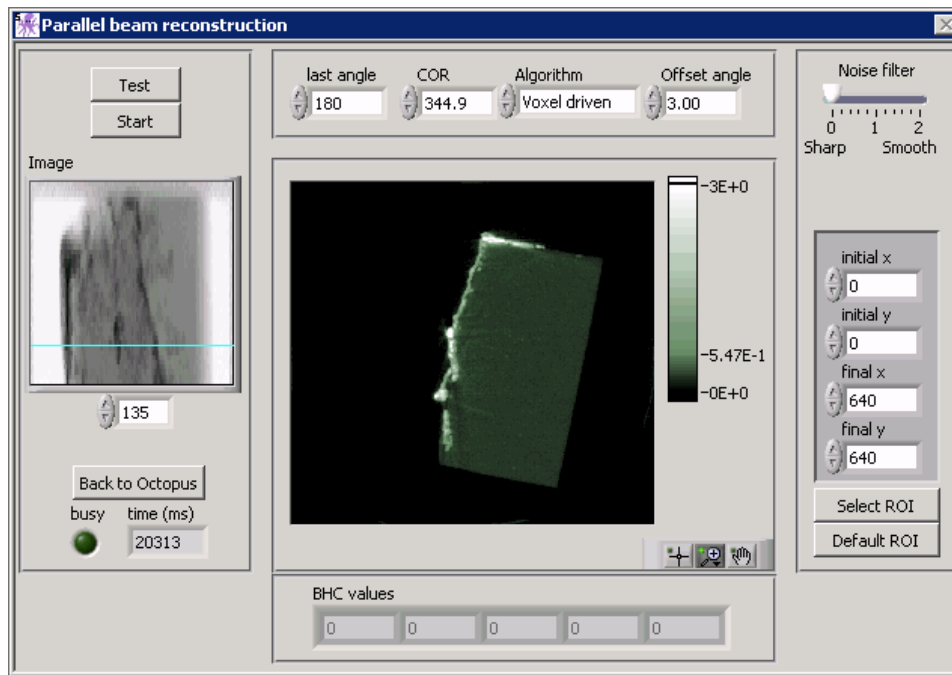 Parallel beam reconstruction
Test
Start
Image
135
Back to Octopus
busy time (ms)
20313
last angle COR Algorithm Offset angle
180 344.9 Voxel driven 3.00
-3E+0
-5.47E-1
-0E+0
BHC values
0 0 0 0 0
Noise filter
0 1 2
Sharp Smooth
initial x
0
initial y
0
final x
640
final y
640
Select ROI
Default ROI